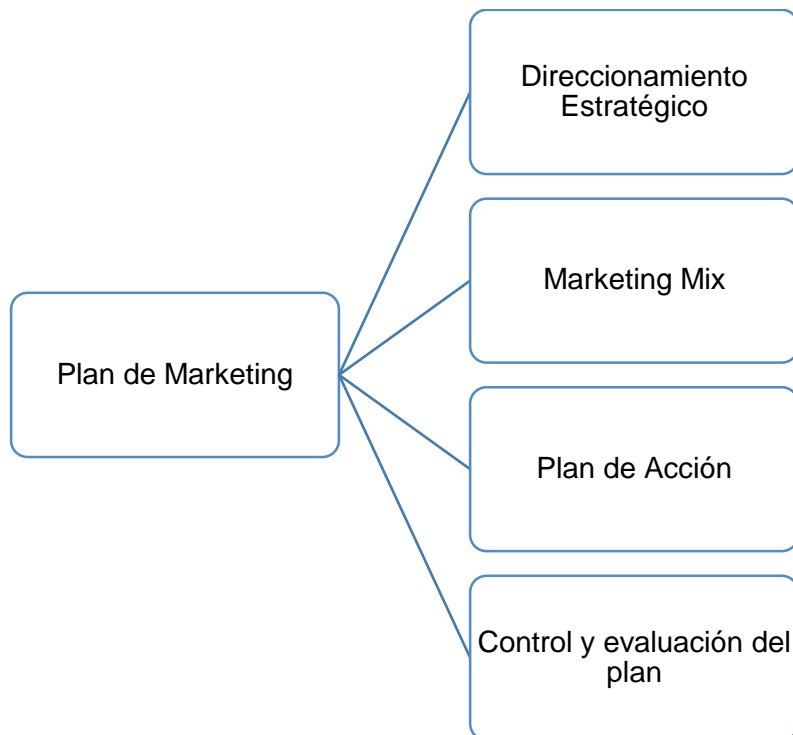 Direccionamiento
Estratégico
Marketing Mix
Plan de Marketing
Plan de Acción
Control y evaluación del
plan